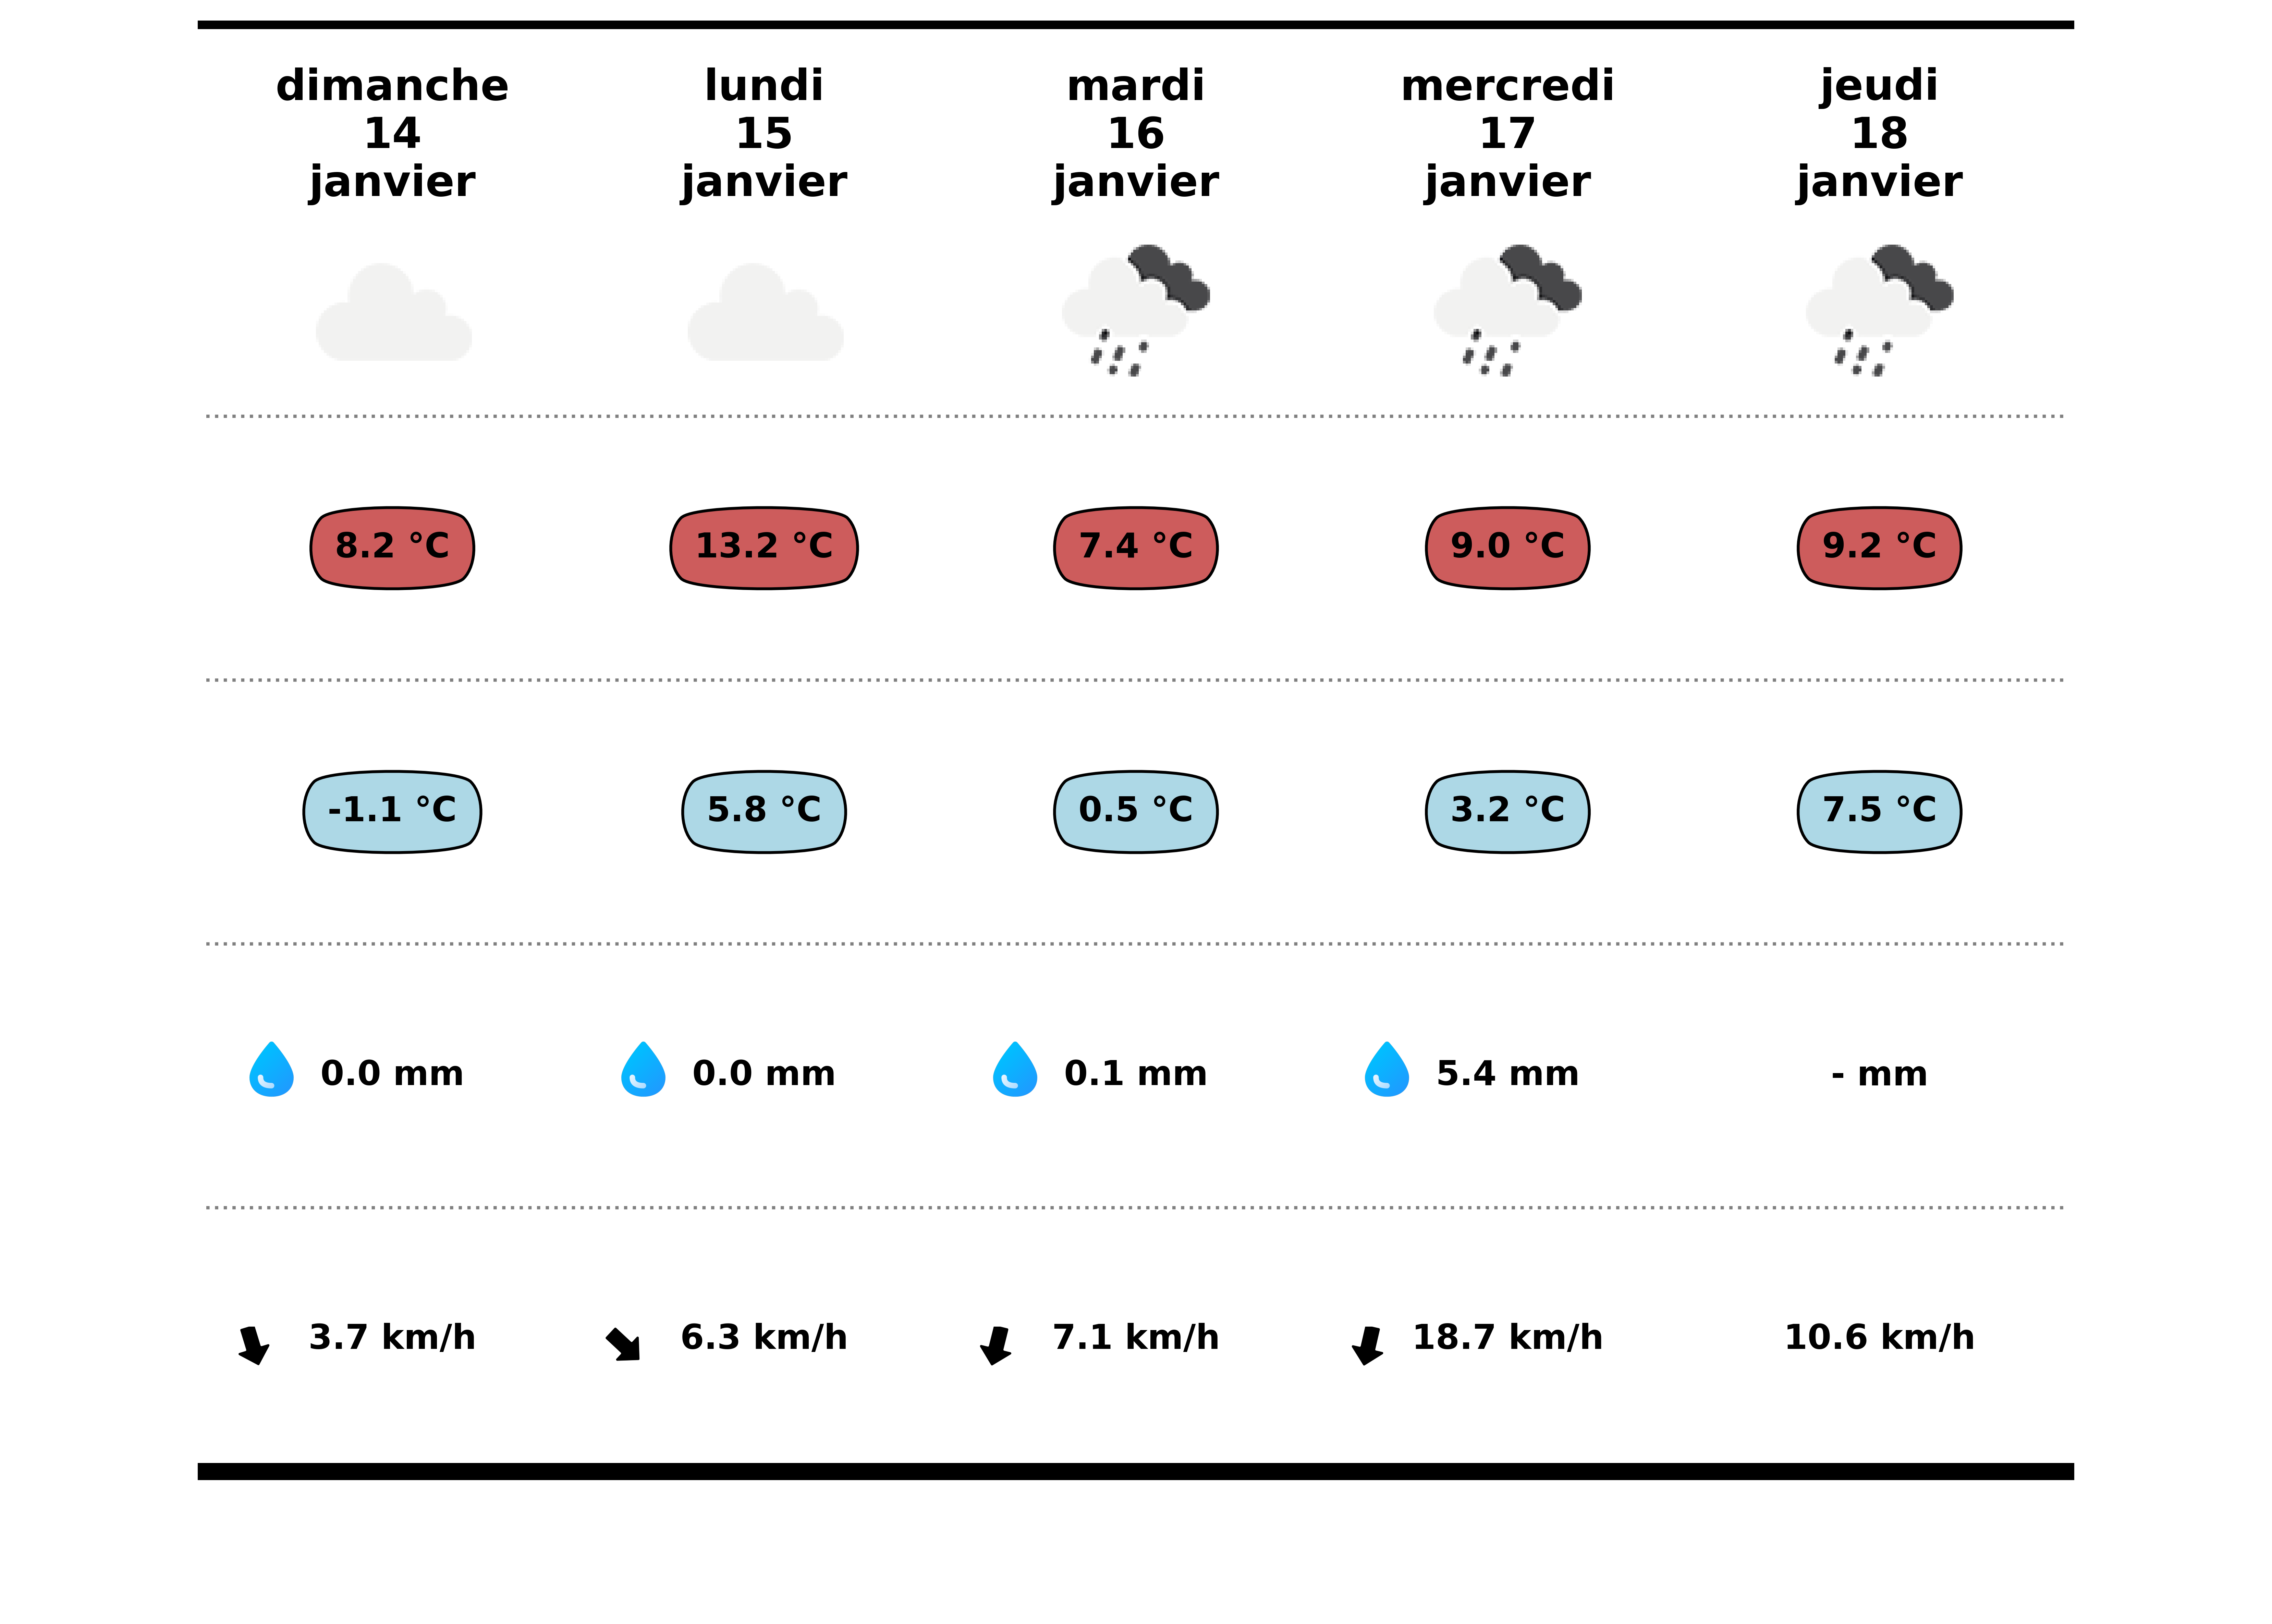 dimanche
14
janvier
lundi
15
janvier
mardi
16
janvier
mercredi
17
janvier
jeudi
18
janvier
8.2 °C
13.2 °C
7.4 °C
9.0 °C
9.2 °C
-1.1 °C
5.8 °C
0.5 °C
3.2 °C
7.5 °C
0.0 mm
0.0 mm
0.1 mm
5.4 mm
- mm
3.7 km/h
6.3 km/h
7.1 km/h
18.7 km/h
10.6 km/h